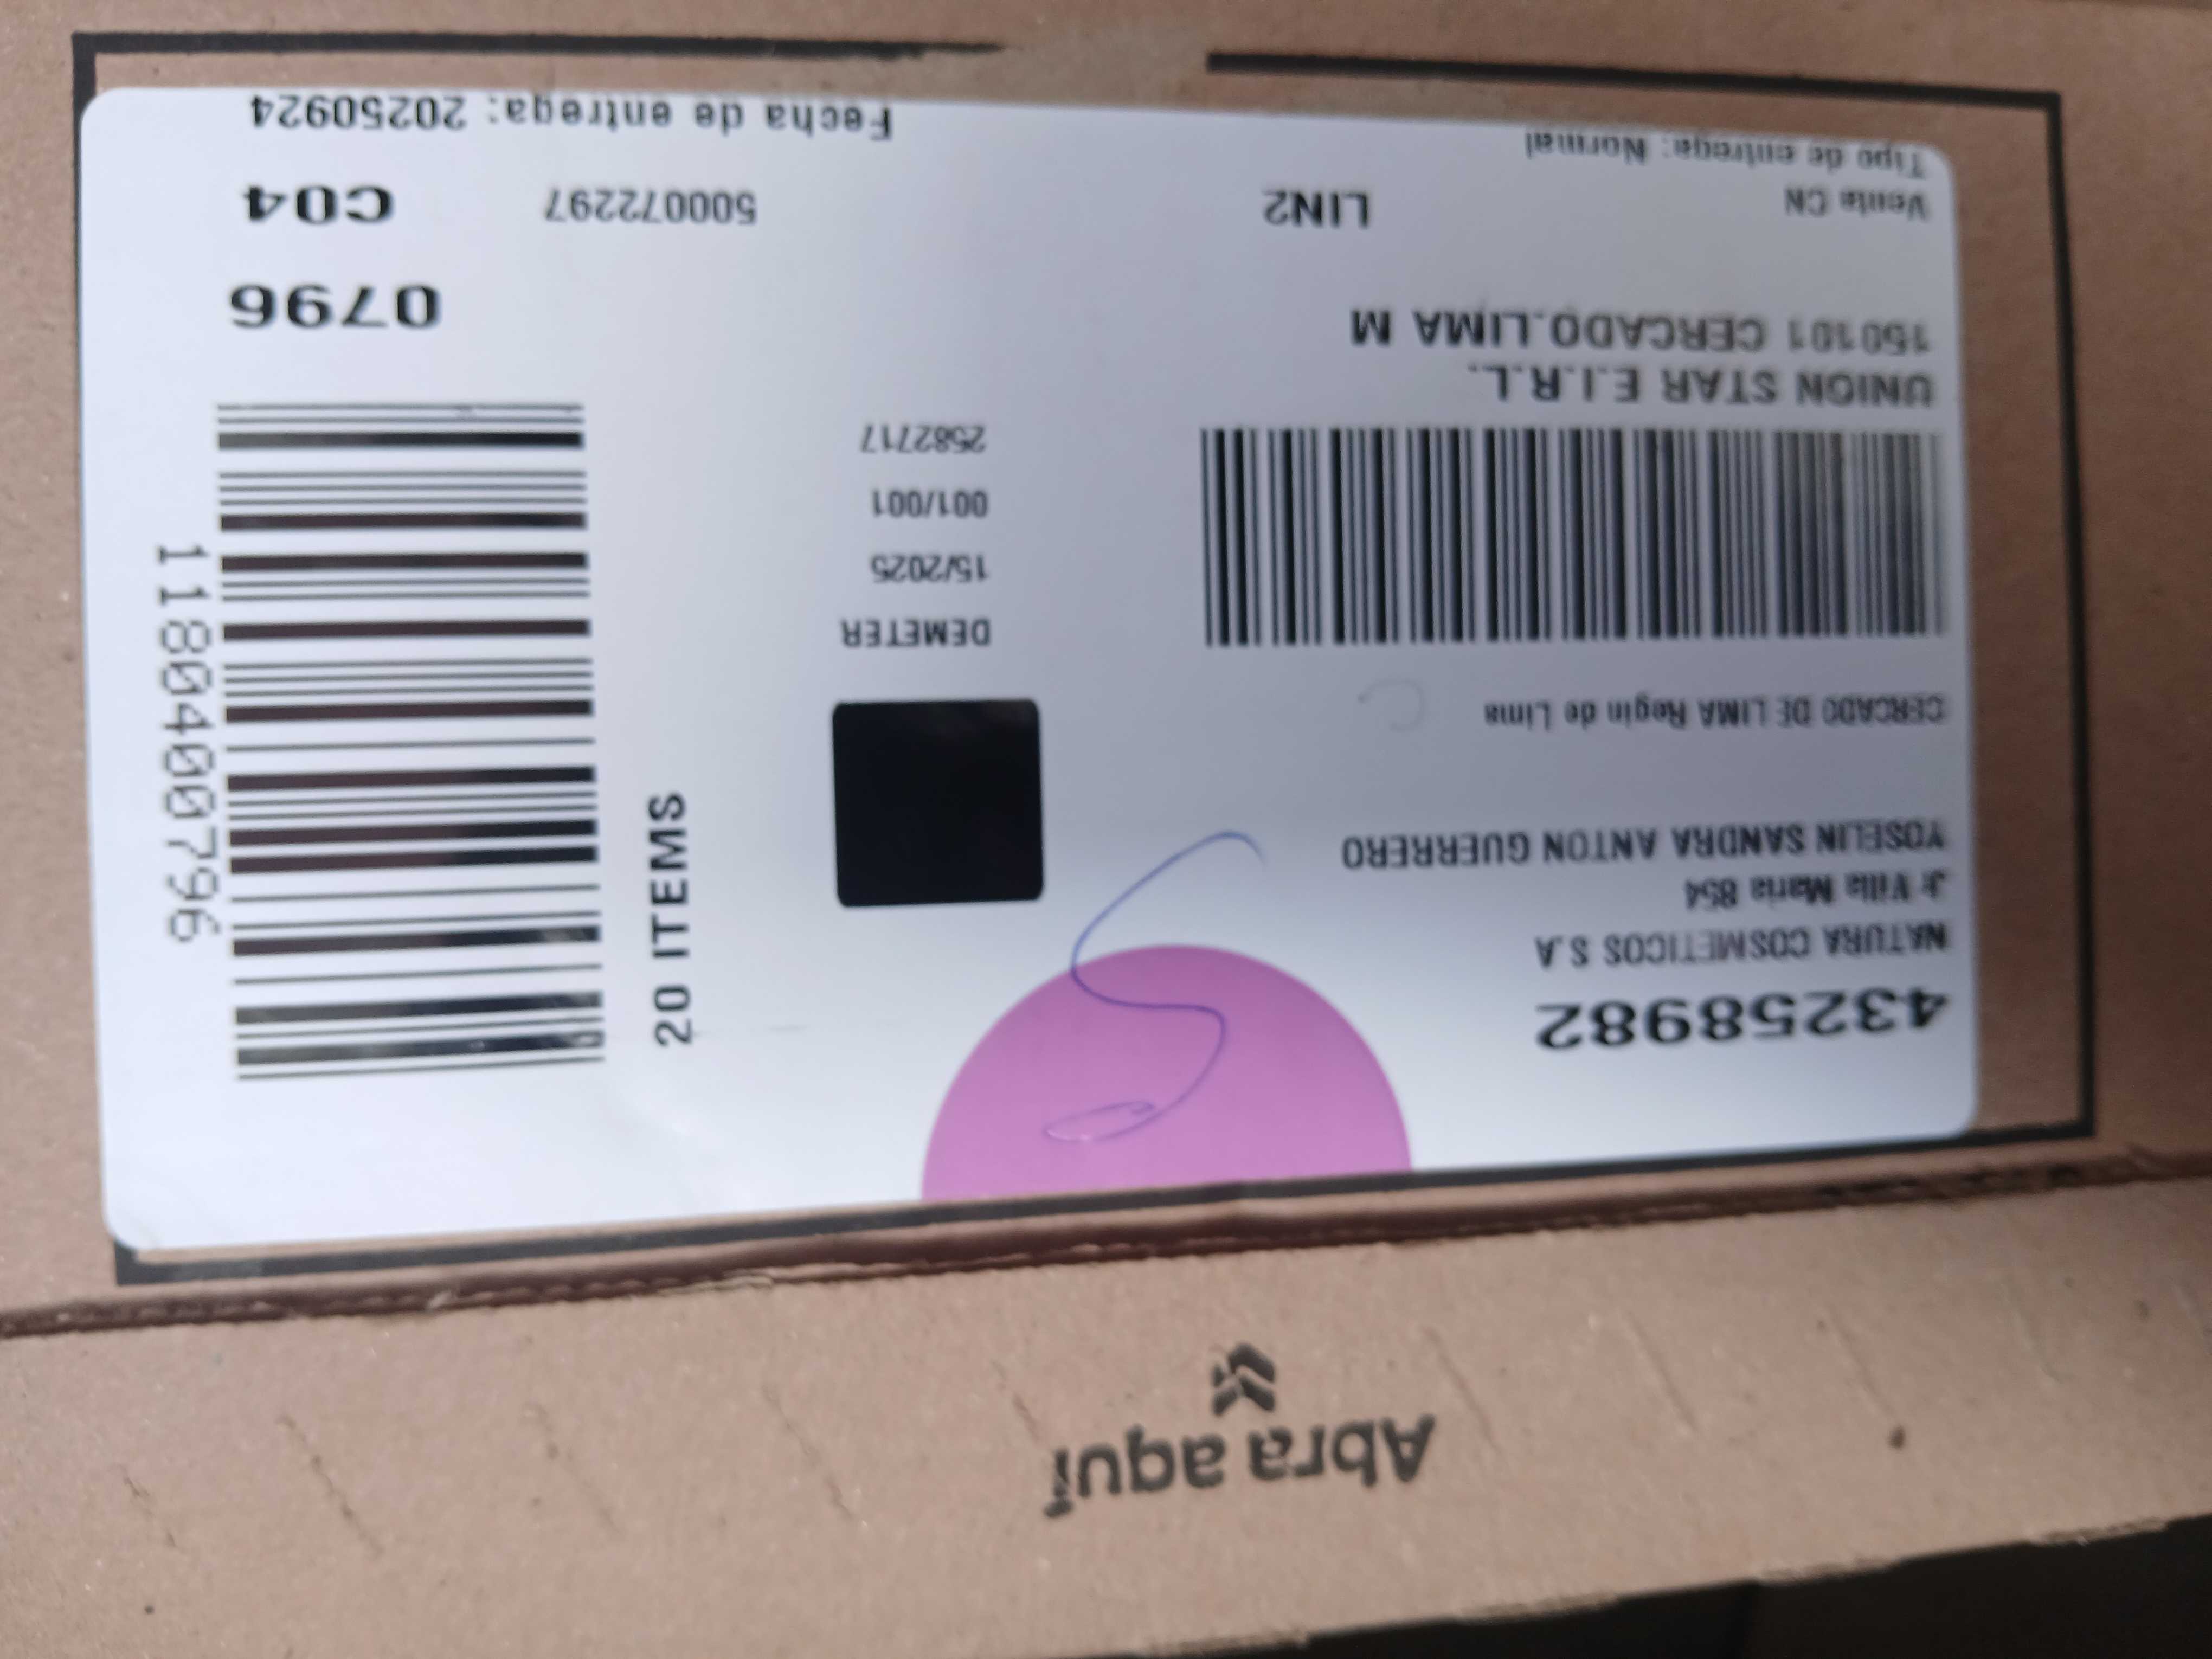 43258982
NATURA COSMETICOS S.A
Jr Villa Maria 854
YOSELIN SANDRA ANTON GUERRERO
CERCADO DE LIMA Regin de Lima
UNION STAR E.I.R.L.
150101 CERCADO.LIMA M
Venta CN
LIN2
Tipo de entrega: Normal
DEMETER
15/2025
001/001
2582717
20 ITEMS
1180400796
0796
500072297
C04
Fecha de entrega: 20250924
Abra aquí